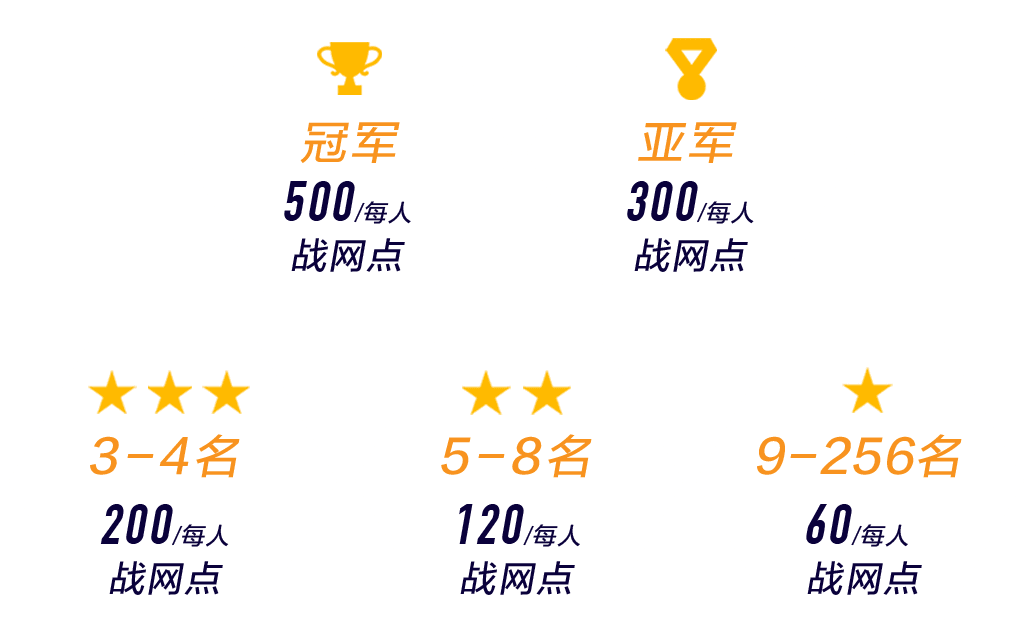 冠军
500/每人
战网点
亚军
300/每人
战网点
3-4名
200/每人
战网点
5-8名
120/每人
战网点
9-256名
60/每人
战网点